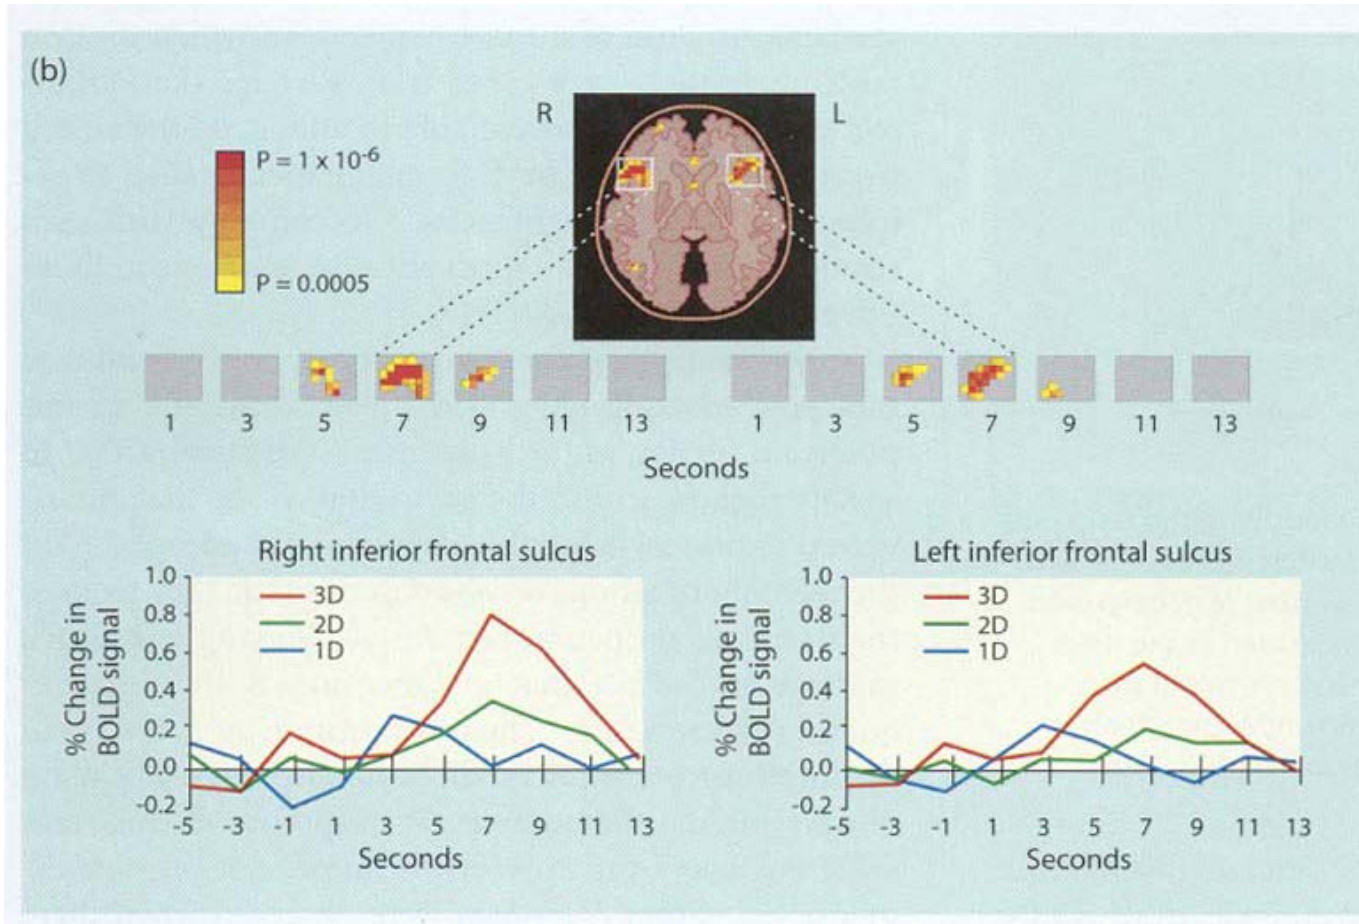 (b)
R L
P = 1 x 10-6
P = 0.0005
1 3 5 7 9 11 13 1 3 5 7 9 11 13
Seconds
Right inferior frontal sulcus
% Change in
BOLD signal
1.0
0.8
0.6
0.4
0.2
0.0
-0.2
3D
2D
1D
-5 -3 -1 1 3 5 7 9 11 13
Seconds
Left inferior frontal sulcus
% Change in
BOLD signal
1.0
0.8
0.6
0.4
0.2
0.0
-0.2
3D
2D
1D
-5 -3 -1 1 3 5 7 9 11 13
Seconds